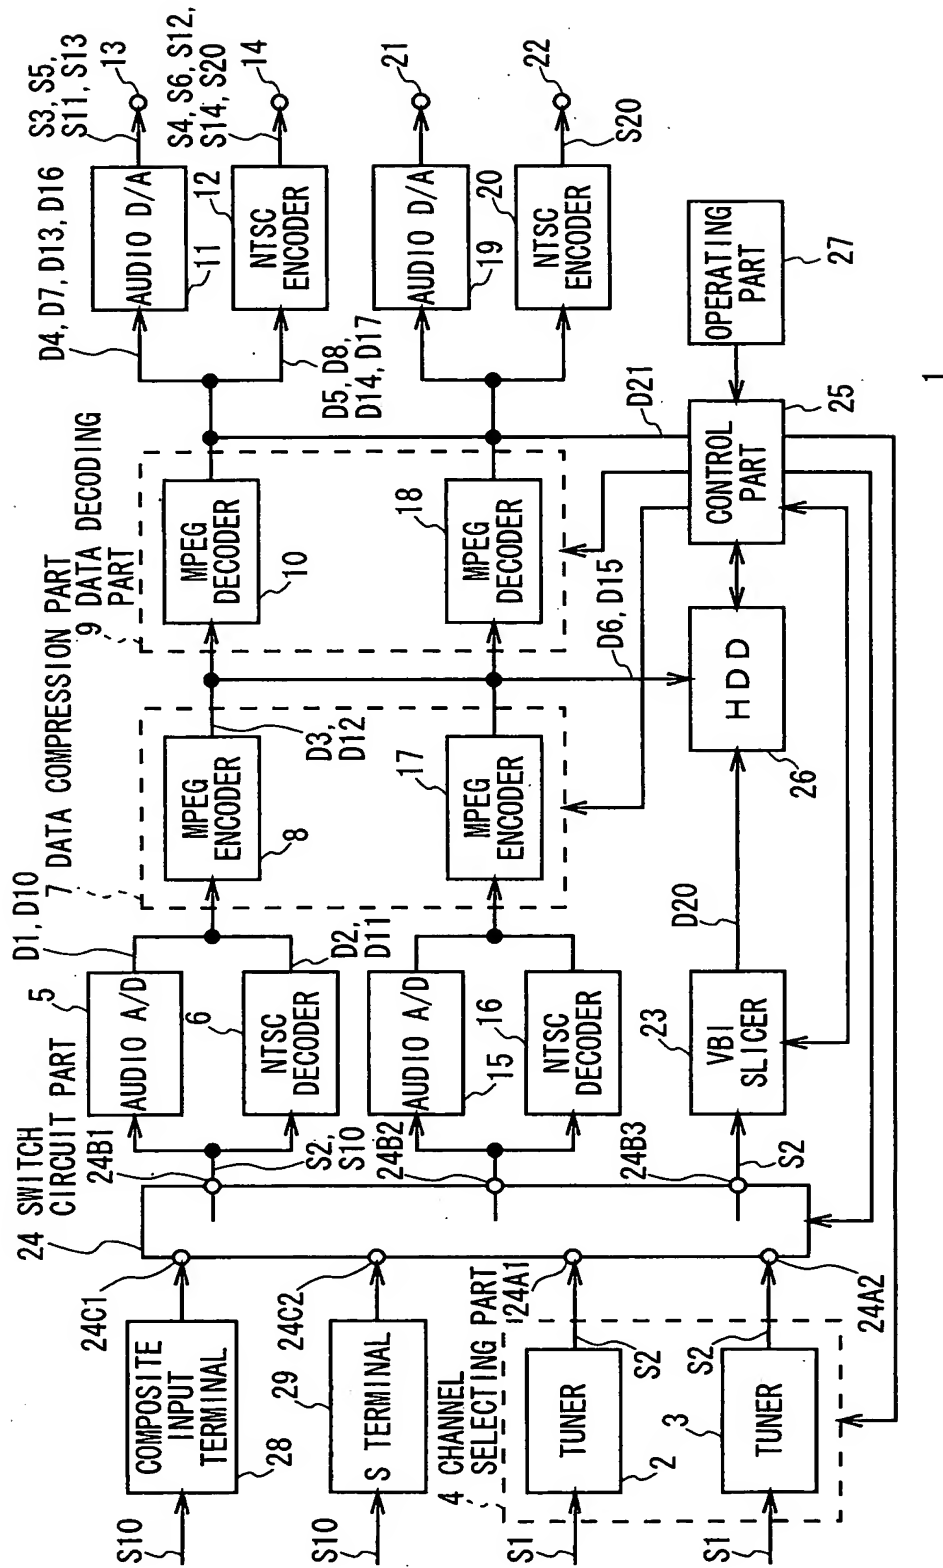 S10
COMPOSITE
INPUT
TERMINAL
28
24C1
S10
S TERMINAL
29
24C2
4 CHANNEL
SELECTING PART
S1
TUNER
2
S2
24A1
S1
TUNER
3
S2
24A2
24 SWITCH
CIRCUIT PART
24B1
S2,
S10
24B2
24B3
S2
5
AUDIO A/D
D1, D10
6
NTSC
DECODER
D2,
D11
AUDIO A/D
15
16
NTSC
DECODER
23
VBI
SLICER
D20
7 DATA COMPRESSION PART
MPEG
ENCODER
8
D3,
D12
17
MPEG
ENCODER
9 DATA DECODING
PART
MPEG
DECODER
10
18
MPEG
DECODER
D6, D15
HDD
26
D21
CONTROL
PART
25
OPERATING
PART
27
D4, D7, D13, D16
AUDIO D/A
11
S3, S5,
S11, S13
13
D5, D8,
D14, D17
12
NTSC
ENCODER
S4, S6, S12,
S14, S20
14
AUDIO D/A
19
21
20
NTSC
ENCODER
S20
22
1